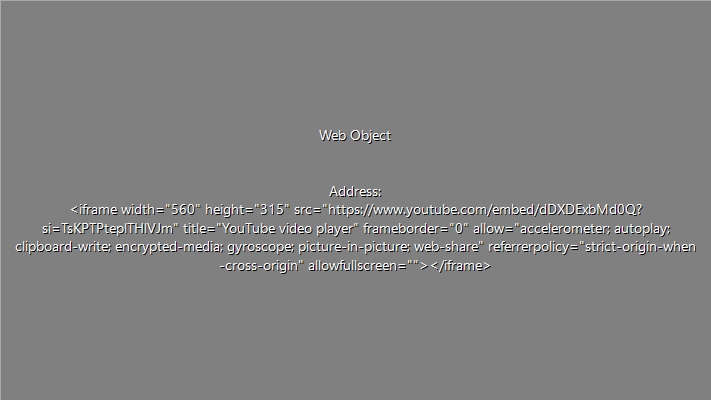 Web Object
Address:
<iframe width="560" height="315" src="https://www.youtube.com/embed/dDXDExbMd0Q?
si=TsKPTPteplTHIVJm" title="YouTube video player" frameborder="0" allow="accelerometer; autoplay;
clipboard-write; encrypted-media; gyroscope; picture-in-picture; web-share" referrerpolicy="strict-origin-when
-cross-origin" allowfullscreen=""></iframe>